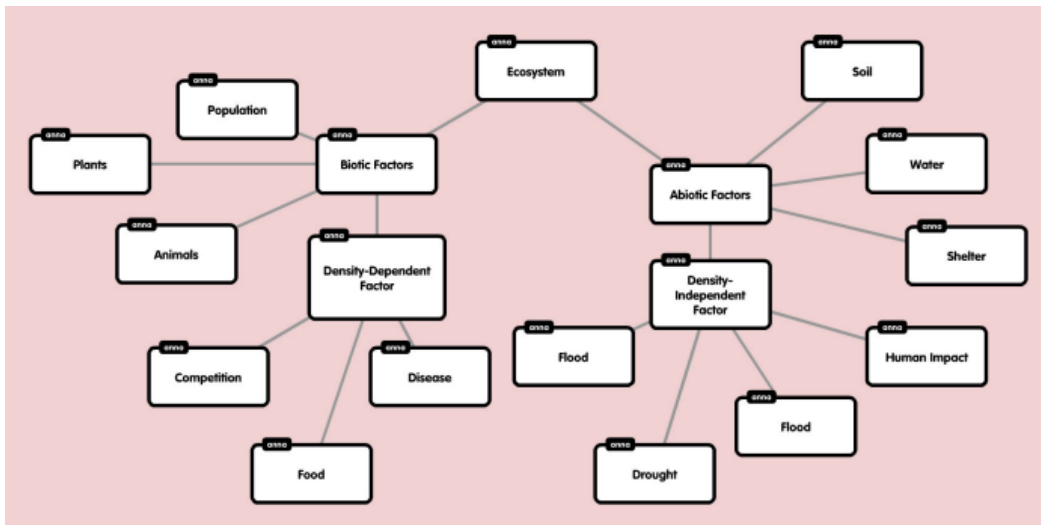 anna
Ecosystem
anna
Soil
anna
Population
anna
Plants
anna
Biotic Factors
anna
Water
anna
Abiotic Factors
anna
Animals
anna
Density-Dependent
Factor
anna
Shelter
anna
Density-
Independent
Factor
anna
Competition
anna
Disease
anna
Flood
anna
Human Impact
anna
Flood
anna
Food
anna
Drought